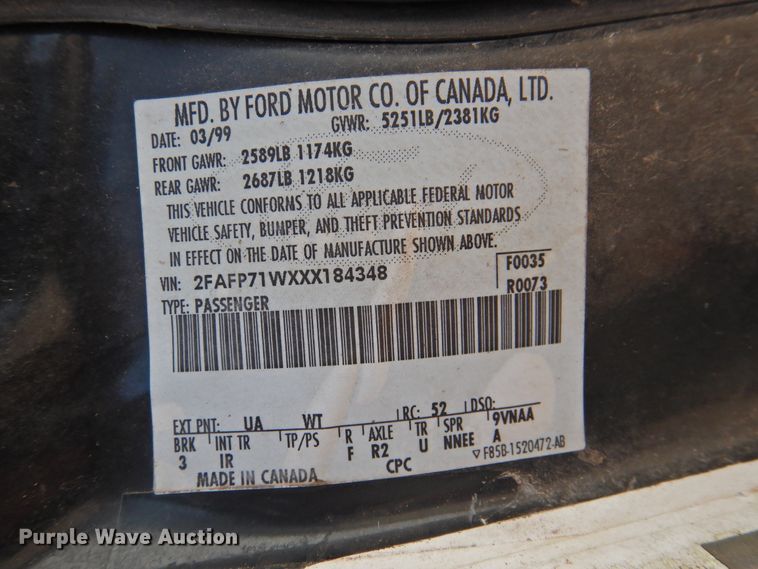 MFD. BY FORD MOTOR CO. OF CANADA, LTD.
DATE: 03/99 GVWR: 5251LB/2381KG
FRONT GAWR: 2589LB 1174KG
REAR GAWR: 2687LB 1218KG
THIS VEHICLE CONFORMS TO ALL APPLICABLE FEDERAL MOTOR
VEHICLE SAFETY, BUMPER, AND THEFT PREVENTION STANDARDS
IN EFFECT ON THE DATE OF MANUFACTURE SHOWN ABOVE.
VIN: 2FAFP71WXXX184348 F0035
TYPE: PASSENGER R0073
EXT PNT: UA WT RC: 52 DSO:
BRK INT TR TP/PS R AXLE TR SPR 9VNAA
3 IR F R2 U NNEE A
MADE IN CANADA CPC F85B-1520472-AB
Purple Wave Auction